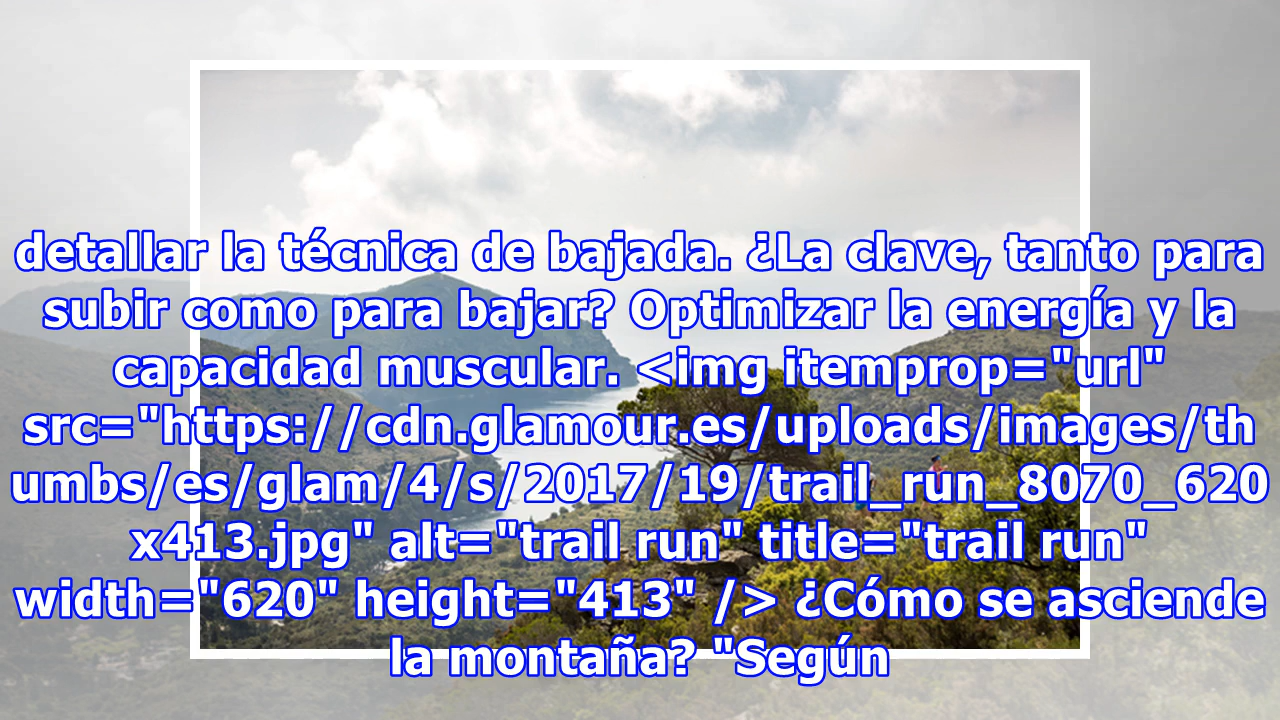 detallar la técnica de bajada. ¿La clave, tanto para
subir como para bajar? Optimizar la energía y la
capacidad muscular. <img itemprop="url"
src="https://cdn.glamour.es/uploads/images/th
umbs/es/glam/4/s/2017/19/trail_run_8070_620
x413.jpg" alt="trail run" title="trail run"
width="620" height="413" /> ¿Cómo se asciende
la montaña? "Según